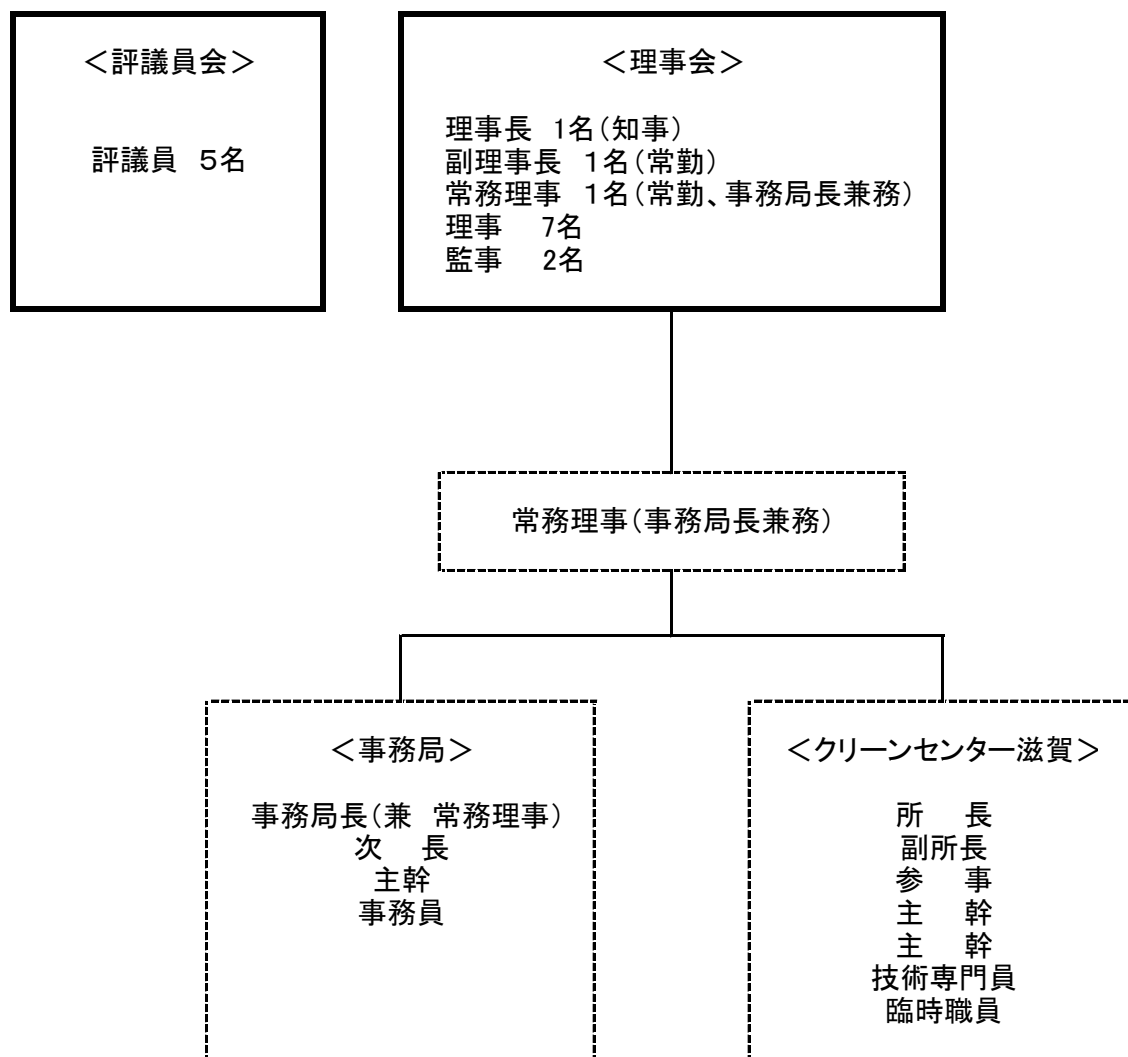 ＜評議員会＞
評議員　５名
＜理事会＞
理事長　1名（知事）
副理事長　1名（常勤）
常務理事　1名（常勤、事務局長兼務）
理事　　7名
監事　　2名
常務理事（事務局長兼務）
＜事務局＞
事務局長（兼　常務理事）
次　長
主幹
事務員
＜クリーンセンター滋賀＞
所　長
副所長
参　事
主　幹
主　幹
技術専門員
臨時職員